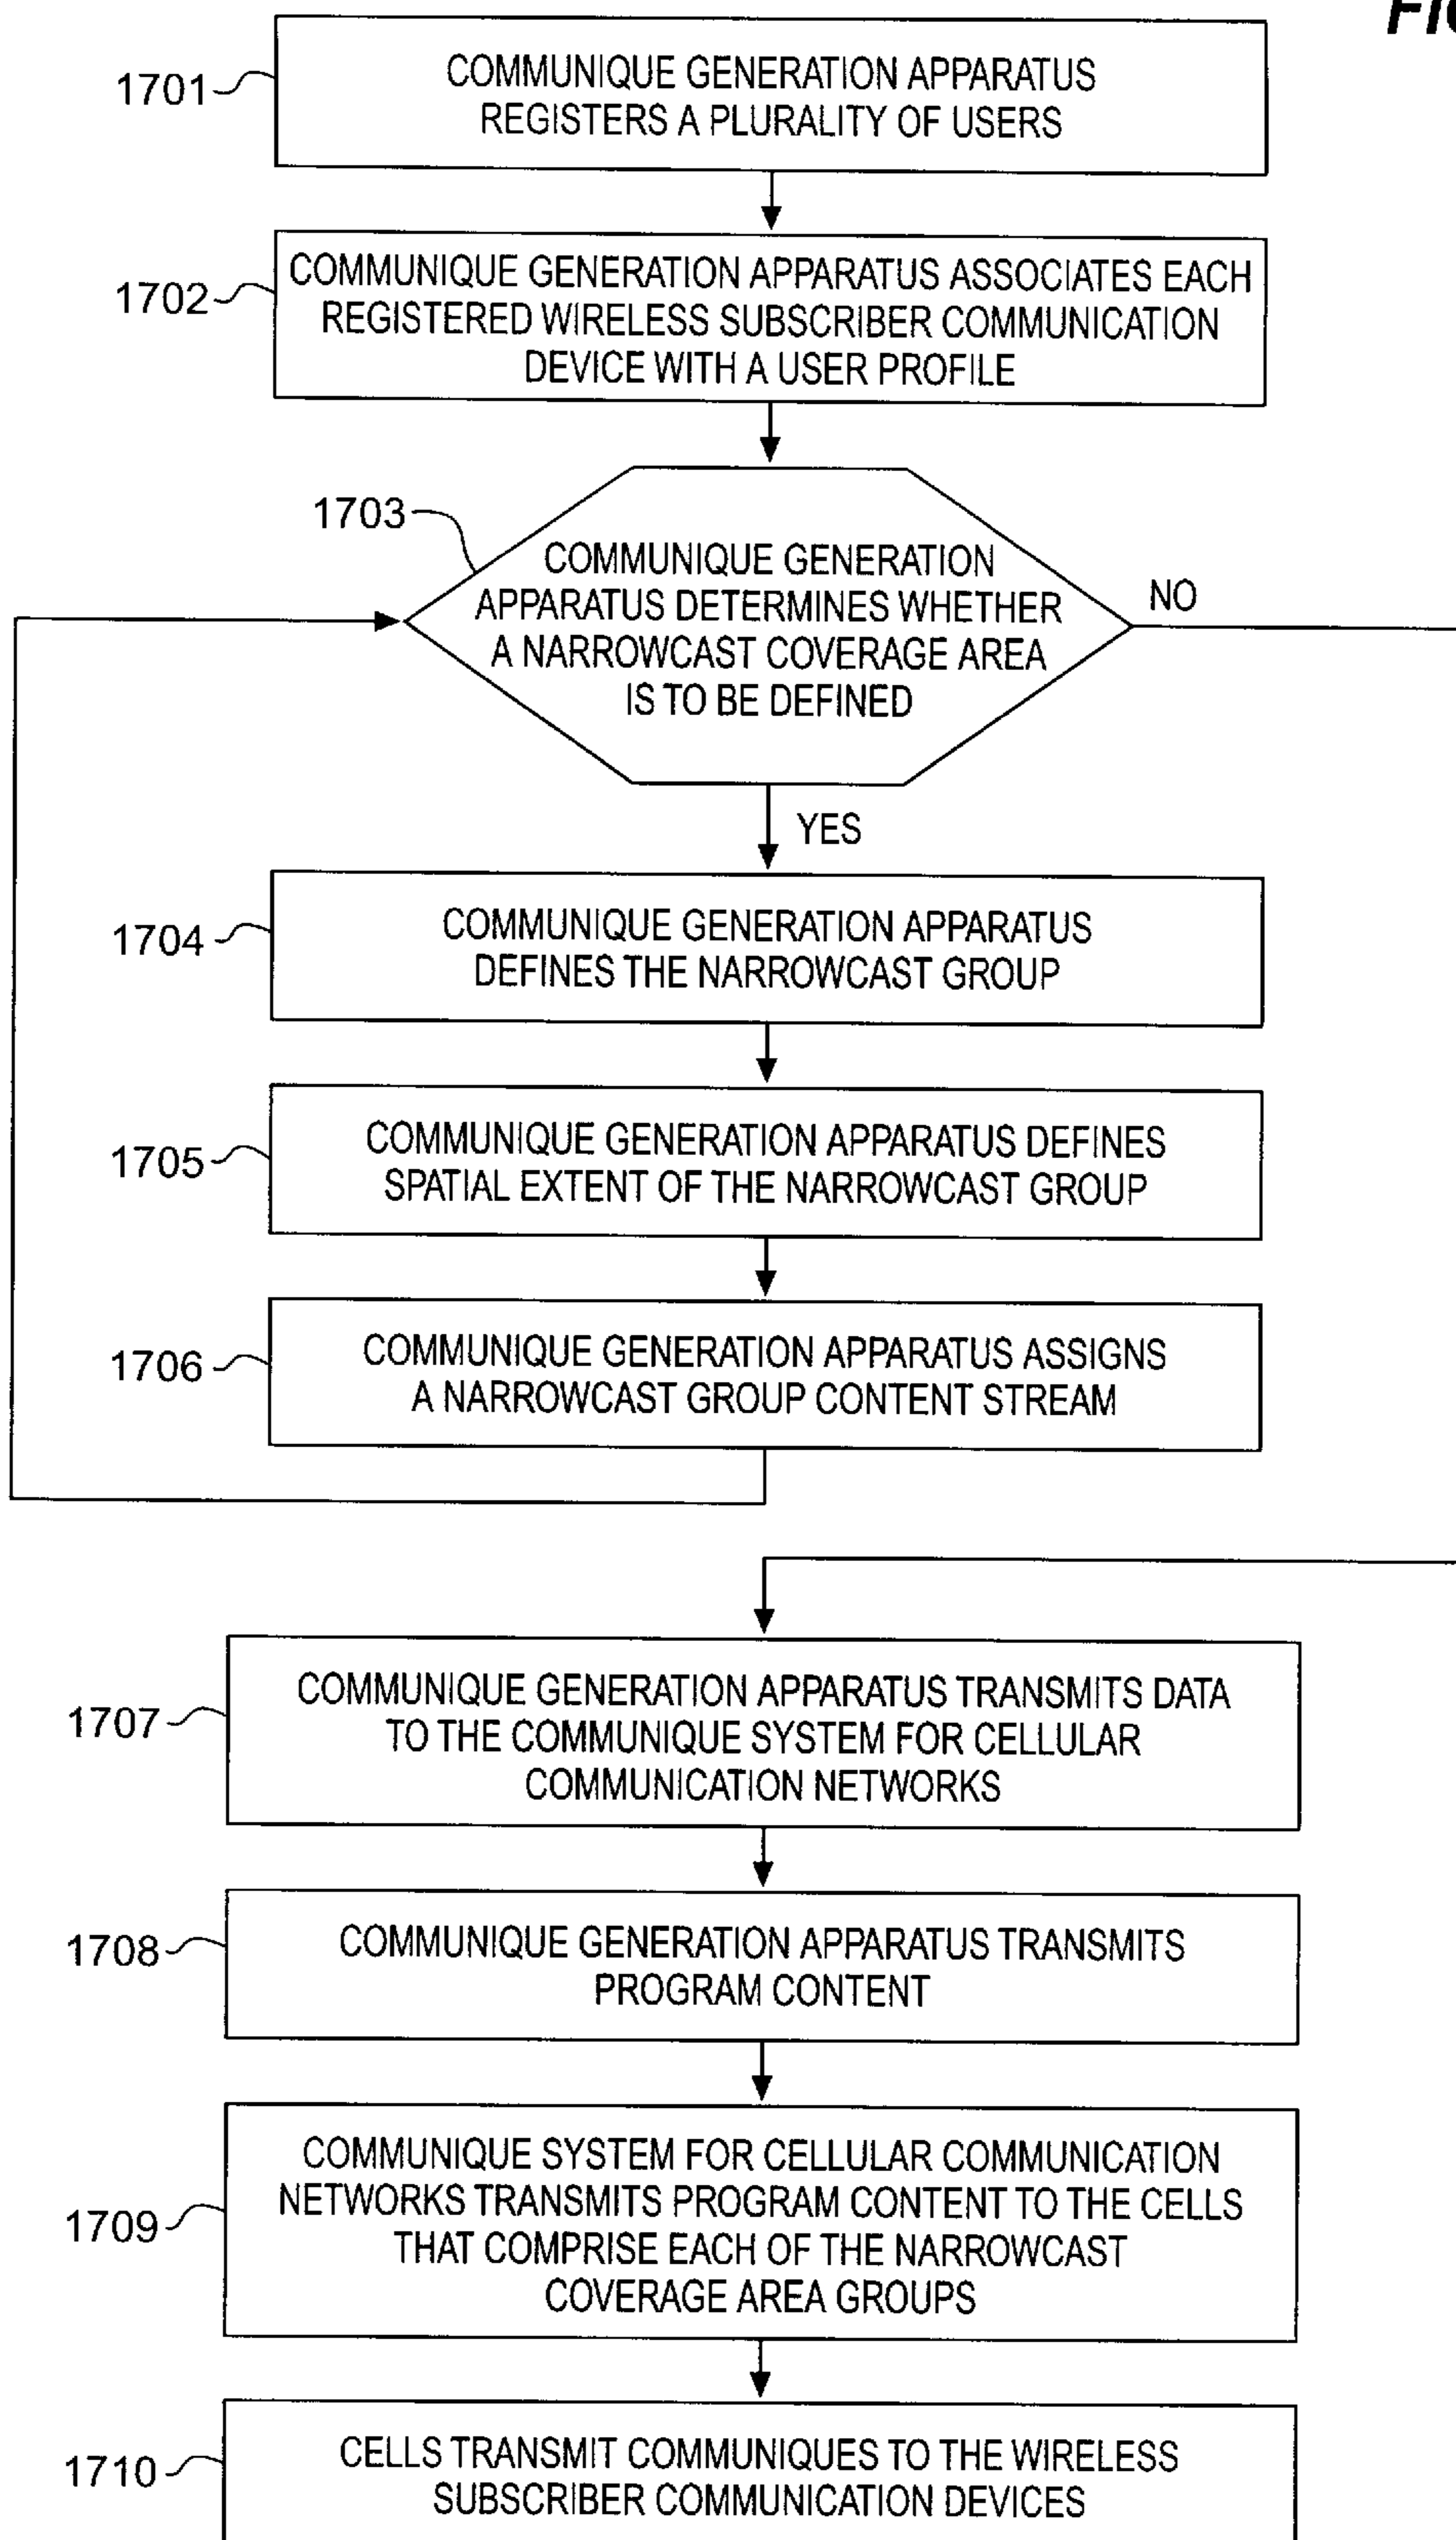 FIG
1701
COMMUNIQUE GENERATION APPARATUS
REGISTERS A PLURALITY OF USERS
1702
COMMUNIQUE GENERATION APPARATUS ASSOCIATES EACH
REGISTERED WIRELESS SUBSCRIBER COMMUNICATION
DEVICE WITH A USER PROFILE
1703
COMMUNIQUE GENERATION
APPARATUS DETERMINES WHETHER
A NARROWCAST COVERAGE AREA
IS TO BE DEFINED
NO
YES
1704
COMMUNIQUE GENERATION APPARATUS
DEFINES THE NARROWCAST GROUP
1705
COMMUNIQUE GENERATION APPARATUS DEFINES
SPATIAL EXTENT OF THE NARROWCAST GROUP
1706
COMMUNIQUE GENERATION APPARATUS ASSIGNS
A NARROWCAST GROUP CONTENT STREAM
1707
COMMUNIQUE GENERATION APPARATUS TRANSMITS DATA
TO THE COMMUNIQUE SYSTEM FOR CELLULAR
COMMUNICATION NETWORKS
1708
COMMUNIQUE GENERATION APPARATUS TRANSMITS
PROGRAM CONTENT
1709
COMMUNIQUE SYSTEM FOR CELLULAR COMMUNICATION
NETWORKS TRANSMITS PROGRAM CONTENT TO THE CELLS
THAT COMPRISE EACH OF THE NARROWCAST
COVERAGE AREA GROUPS
1710
CELLS TRANSMIT COMMUNIQUES TO THE WIRELESS
SUBSCRIBER COMMUNICATION DEVICES